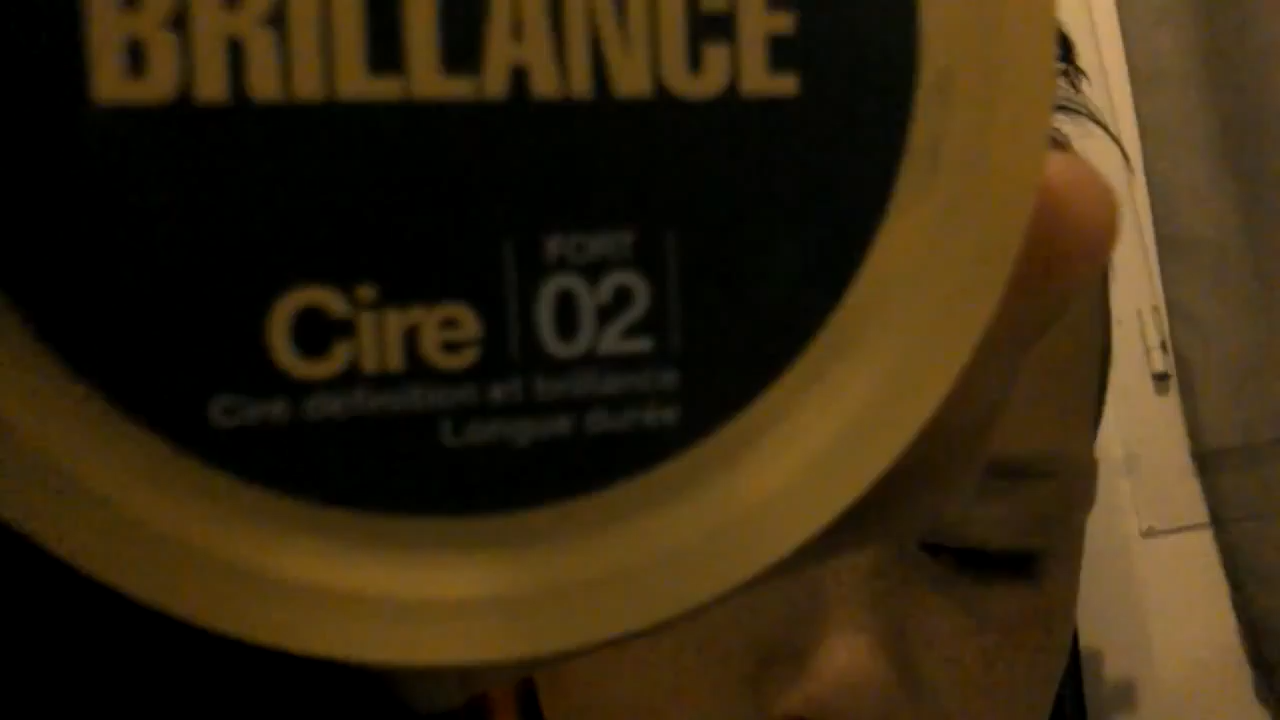 BRILLANCE
FORT
Cire 02
Cire définition et brillance
Longue durée